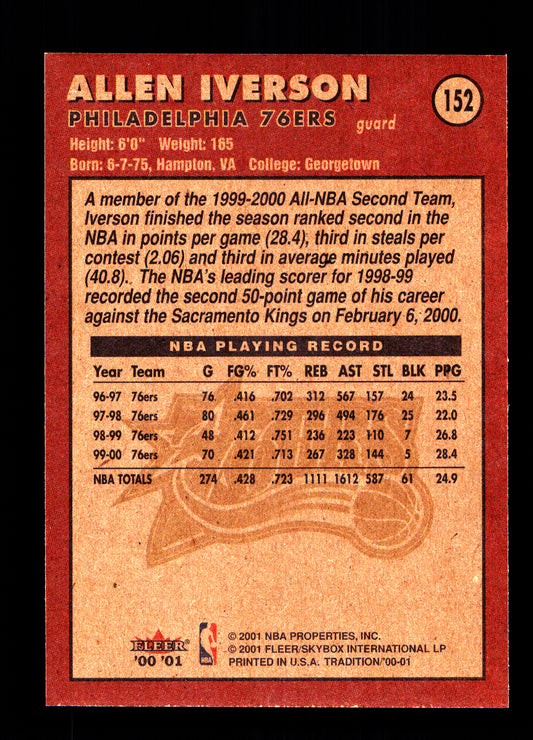 ALLEN IVERSON
152
PHILADELPHIA 76ERS guard
Height: 6'0" Weight: 165
Born: 6-7-75, Hampton, VA College: Georgetown
A member of the 1999-2000 All-NBA Second Team,
Iverson finished the season ranked second in the
NBA in points per game (28.4), third in steals per
contest (2.06) and third in average minutes played
(40.8). The NBA's leading scorer for 1998-99
recorded the second 50-point game of his career
against the Sacramento Kings on February 6, 2000.
NBA PLAYING RECORD
Year Team G FG% FT% REB AST STL BLK PPG
96-97 76ers 76 .416 .702 312 567 157 24 23.5
97-98 76ers 80 .461 .729 296 494 176 25 22.0
98-99 76ers 48 .412 .751 236 223 110 7 26.8
99-00 76ers 70 .421 .713 267 328 144 5 28.4
NBA TOTALS 274 .428 .723 1111 1612 587 61 24.9
FLEER
'00 '01
NBA
© 2001 NBA PROPERTIES, INC.
© 2001 FLEER/SKYBOX INTERNATIONAL LP
PRINTED IN U.S.A. TRADITION/'00-01